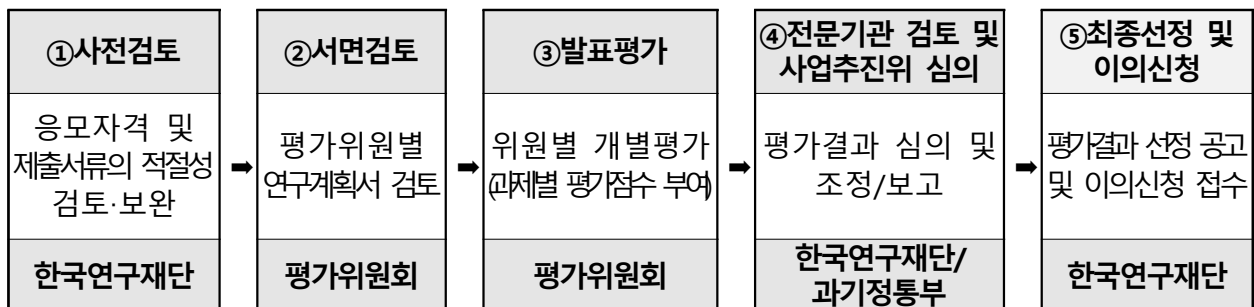 ①사전검토
응모자격 및
제출서류의 적절성
검토·보완
한국연구재단
➡
②서면검토
평가위원별
연구계획서 검토
평가위원회
➡
③발표평가
위원별 개별평가
(과제별 평가점수 부여)
평가위원회
➡
④전문기관 검토 및
사업추진위 심의
평가결과 심의 및
조정/보고
한국연구재단/
과기정통부
➡
⑤최종선정 및
이의신청
평가결과 선정 공고
및 이의신청 접수
한국연구재단